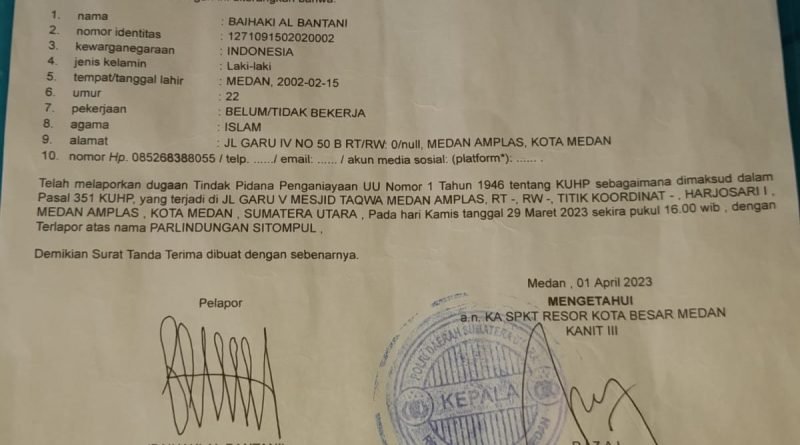 1. nama : BAIHAKI AL BANTANI
2. nomor identitas : 1271091502020002
3. kewarganegaraan : INDONESIA
4. jenis kelamin : Laki-laki
5. tempat/tanggal lahir : MEDAN, 2002-02-15
6. umur : 22
7. pekerjaan : BELUM/TIDAK BEKERJA
8. agama : ISLAM
9. alamat : JL GARU IV NO 50 B RT/RW: 0/null, MEDAN AMPLAS, KOTA MEDAN
10. nomor Hp. 085268388055 / telp. ....../ email: ...... / akun media sosial: (platform*): ...... .
Telah melaporkan dugaan Tindak Pidana Penganiayaan UU Nomor 1 Tahun 1946 tentang KUHP sebagaimana dimaksud dalam
Pasal 351 KUHP, yang terjadi di JL GARU V MESJID TAQWA MEDAN AMPLAS, RT -, RW -, TITIK KOORDINAT - , HARJOSARI I ,
MEDAN AMPLAS , KOTA MEDAN , SUMATERA UTARA , Pada hari Kamis tanggal 29 Maret 2023 sekira pukul 16.00 wib , dengan
Terlapor atas nama PARLINDUNGAN SITOMPUL ,
Demikian Surat Tanda Terima dibuat dengan sebenarnya.
Medan , 01 April 2023
Pelapor
MENGETAHUI
a.n. KA SPKT RESOR KOTA BESAR MEDAN
KANIT III
KEPALA